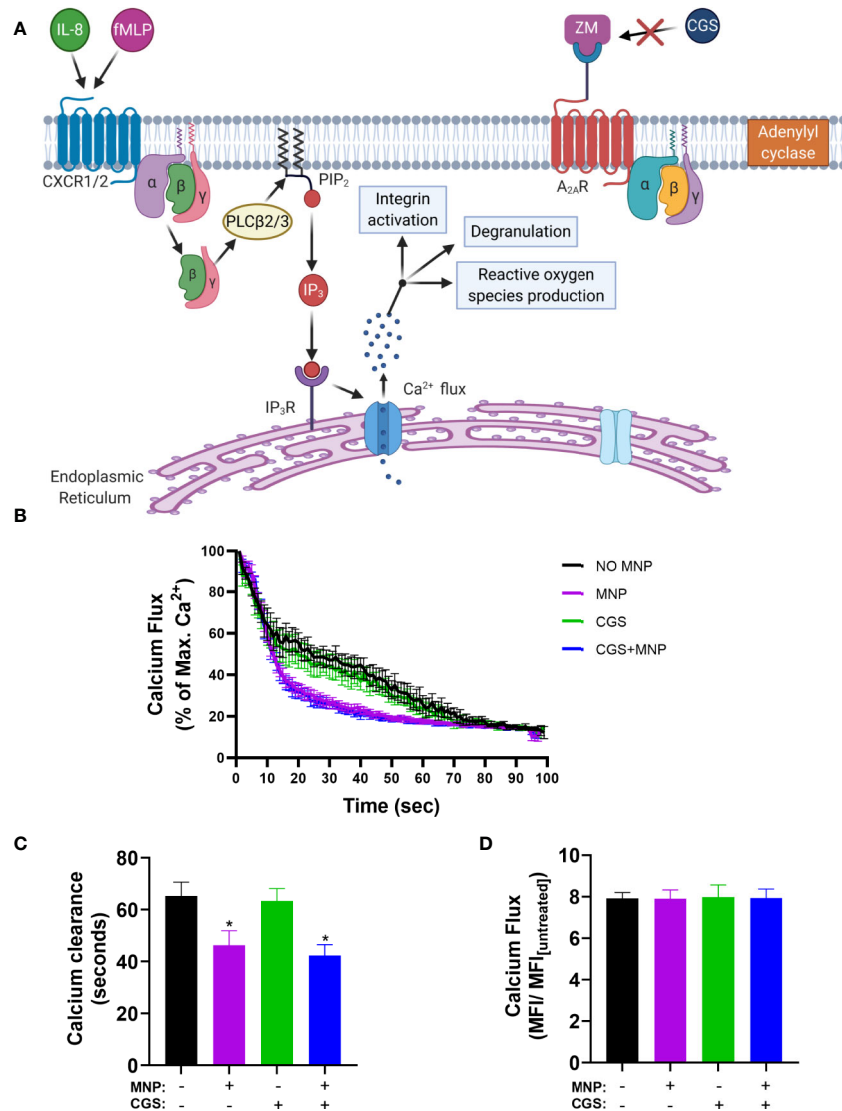 A
IL-8
fMLP
ZM
CGS
Adenylyl
cyclase
CXCR1/2
α
β
γ
PIP2
A2AR
α
β
γ
PLCβ2/3
Integrin
activation
Degranulation
Reactive oxygen
species production
β
γ
IP3
Ca2+ flux
IP3R
Endoplasmic
Reticulum
B
Calcium Flux
(% of Max. Ca2+)
100
80
60
40
20
0
0 10 20 30 40 50 60 70 80 90 100
Time (sec)
NO MNP
MNP
CGS
CGS+MNP
C
Calcium clearance
(seconds)
80
60
40
20
0
* *
MNP: - + - +
CGS: - - + +
D
Calcium Flux
(MFI/ MFI[untreated])
10
8
6
4
2
0
MNP: - + - +
CGS: - - + +